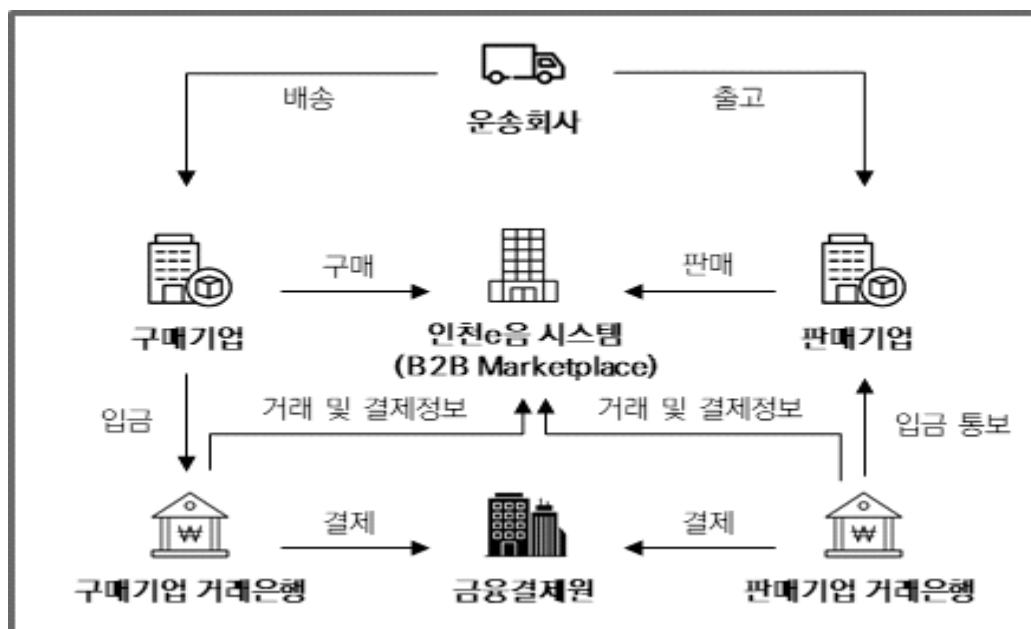 배송
출고
운송회사
구매
판매
구매기업
인천e음 시스템
(B2B Marketplace)
판매기업
입금
거래 및 결제정보
거래 및 결제정보
입금 통보
₩
결제
결제
₩
구매기업 거래은행
금융결제원
판매기업 거래은행